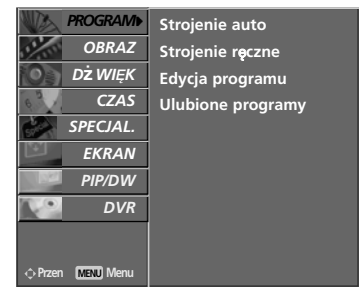 PROGRAM
OBRAZ
DŻWIĘK
CZAS
SPECJAL.
EKRAN
PIP/DW
DVR
Przen MENU Menu
Strojenie auto
Strojenie ręczne
Edycja programu
Ulubione programy